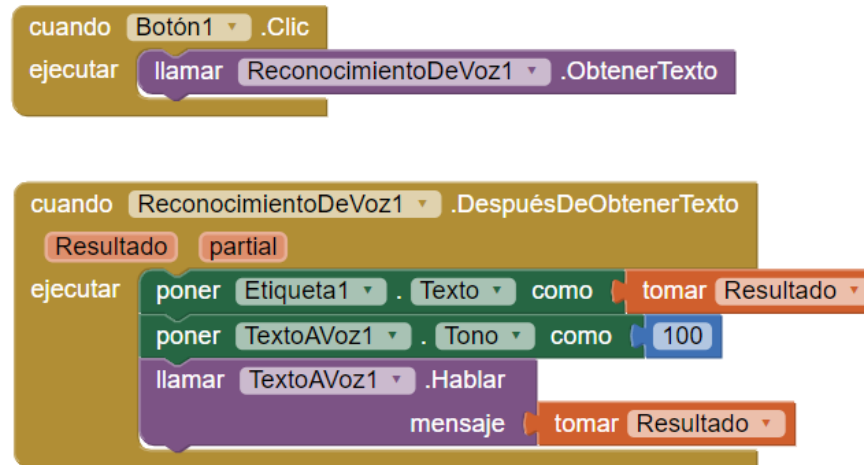 cuando Botón1 .Clic
ejecutar llamar ReconocimientoDeVoz1 .ObtenerTexto
cuando ReconocimientoDeVoz1 .DespuésDeObtenerTexto
Resultado partial
ejecutar poner Etiqueta1 . Texto como tomar Resultado
poner TextoAVoz1 . Tono como 100
llamar TextoAVoz1 .Hablar
mensaje tomar Resultado